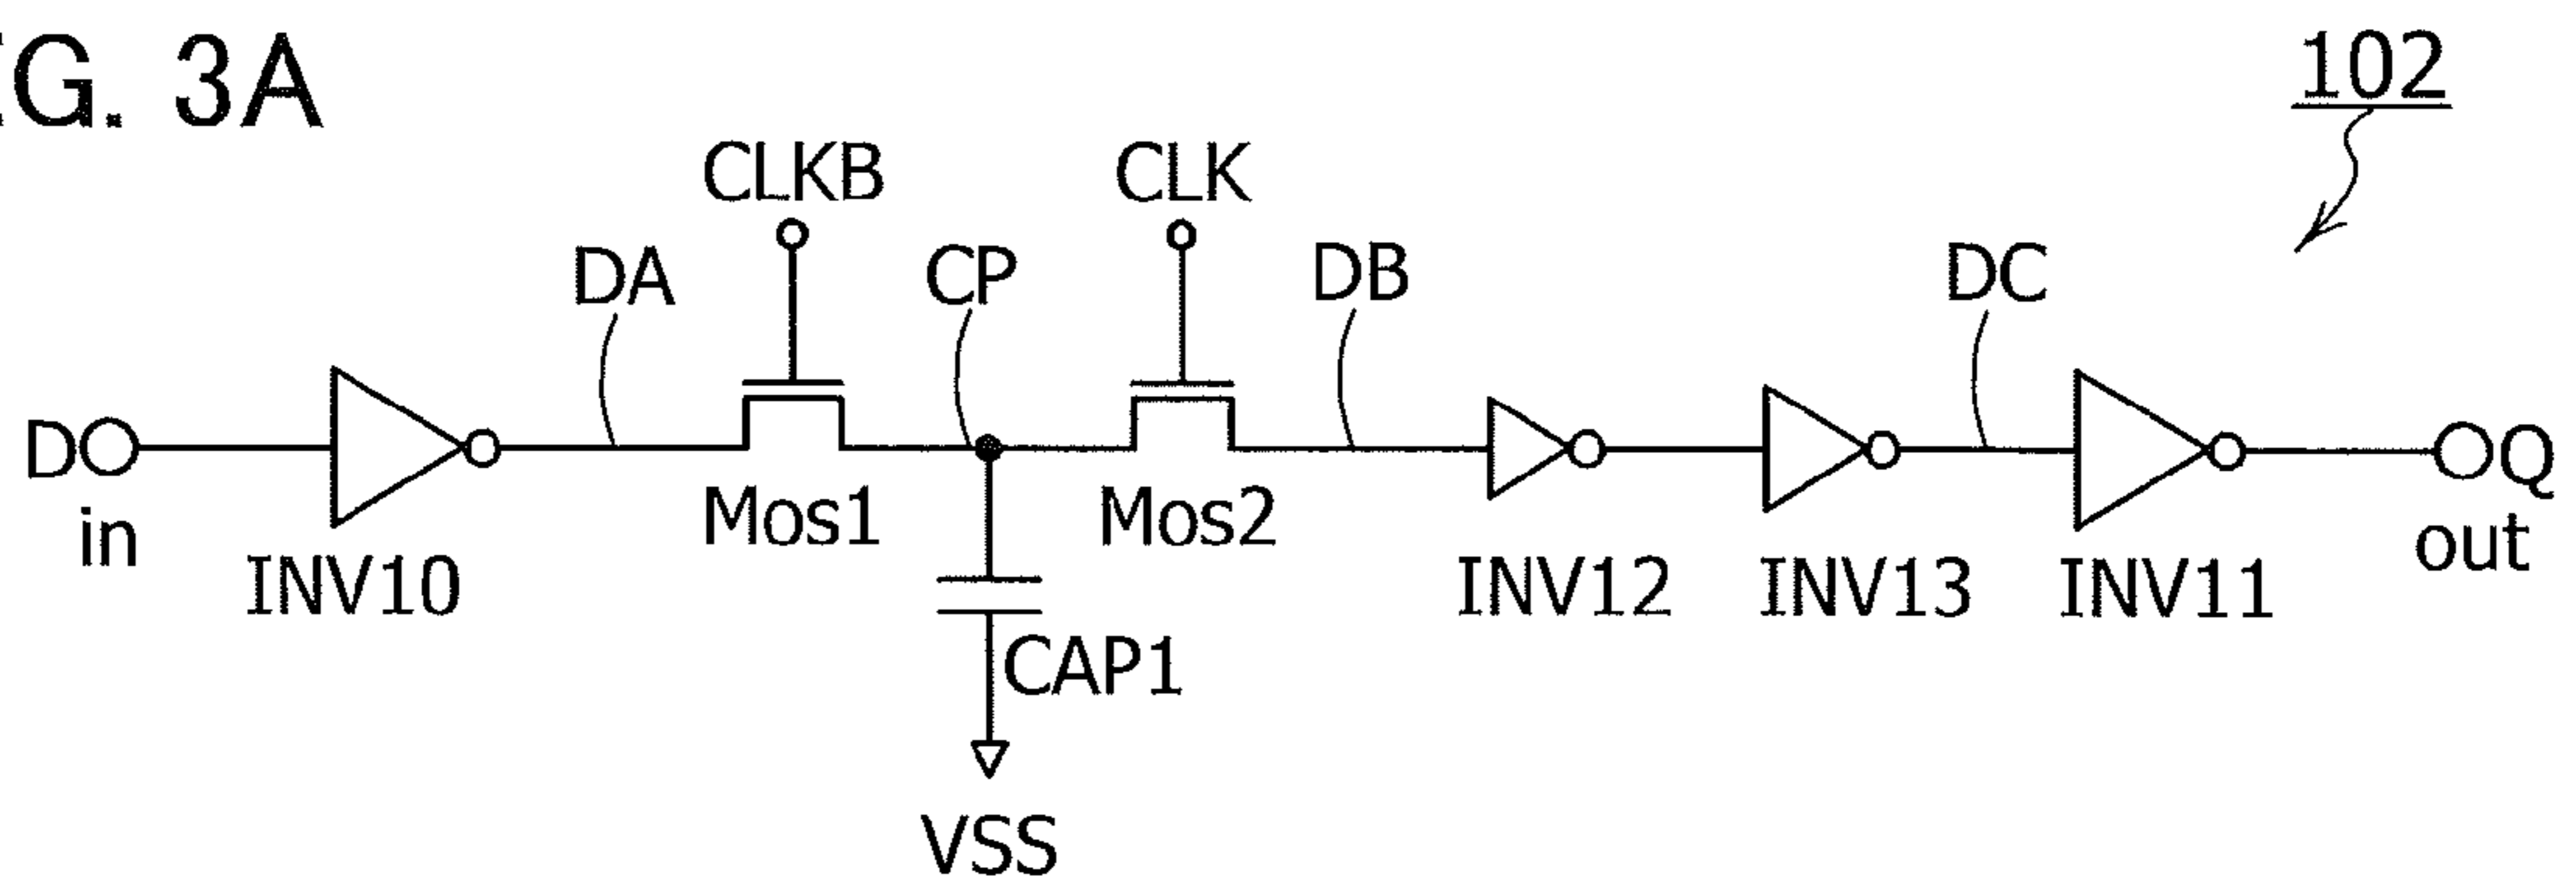 G. 3A
102
CLKB
CLK
DA
CP
DB
DC
D
in
INV10
Mos1
Mos2
INV12
INV13
INV11
Q
out
CAP1
VSS